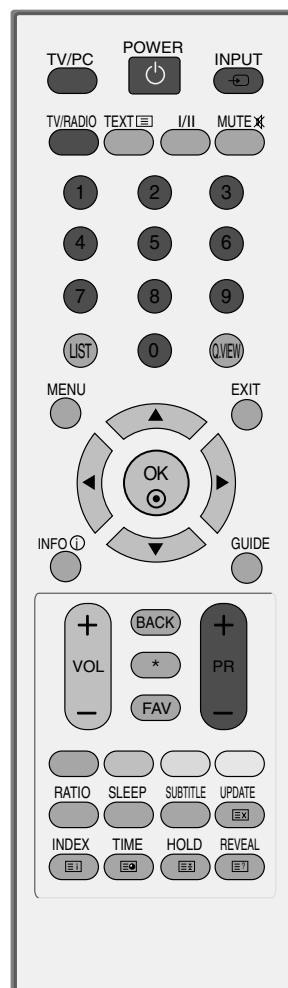 POWER
TV/PC INPUT
TV/RADIO TEXT I/II MUTE
1 2 3
4 5 6
7 8 9
LIST 0 Q.VIEW
MENU EXIT
OK
INFO i GUIDE
+ BACK +
VOL * PR
- FAV -
RATIO SLEEP SUBTITLE UPDATE
X
INDEX TIME HOLD REVEAL
i ?